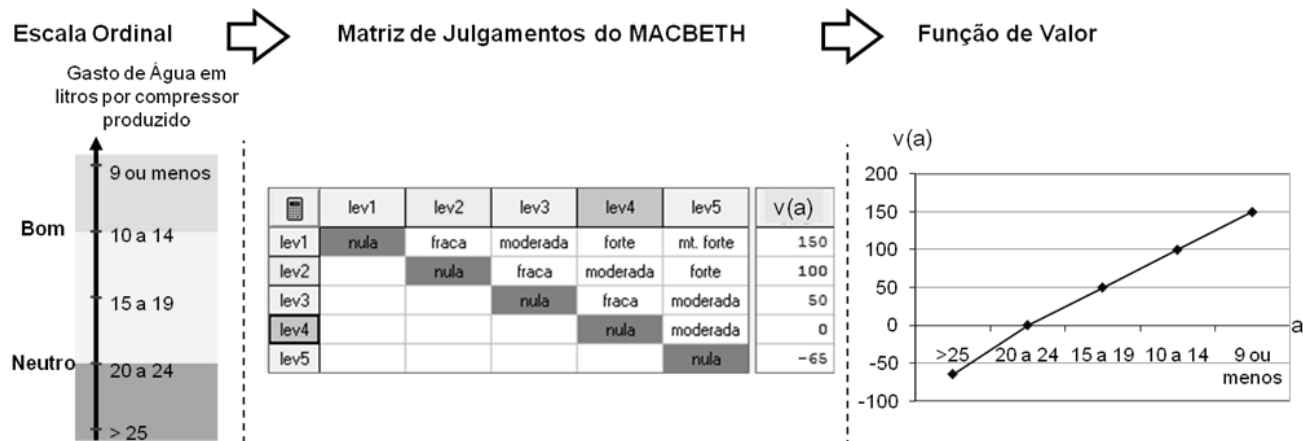 Escala Ordinal
Matriz de Julgamentos do MACBETH
Função de Valor
Gasto de Água em
litros por compressor
produzido
9 ou menos
Bom
10 a 14
15 a 19
Neutro
20 a 24
> 25
lev1 lev2 lev3 lev4 lev5 v(a)
lev1 nula fraca moderada forte mt. forte 150
lev2 nula fraca moderada forte 100
lev3 nula fraca moderada 50
lev4 nula moderada 0
lev5 nula -65
v(a)
200
150
100
50
0
-50
-100
a
>25 20 a 24 15 a 19 10 a 14 9 ou
menos